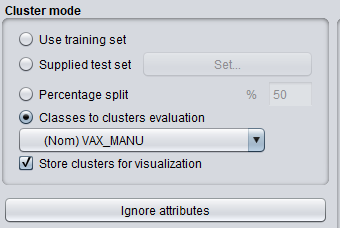 Cluster mode
Use training set
Supplied test set Set...
Percentage split % 50
Classes to clusters evaluation
(Nom) VAX_MANU
Store clusters for visualization
Ignore attributes